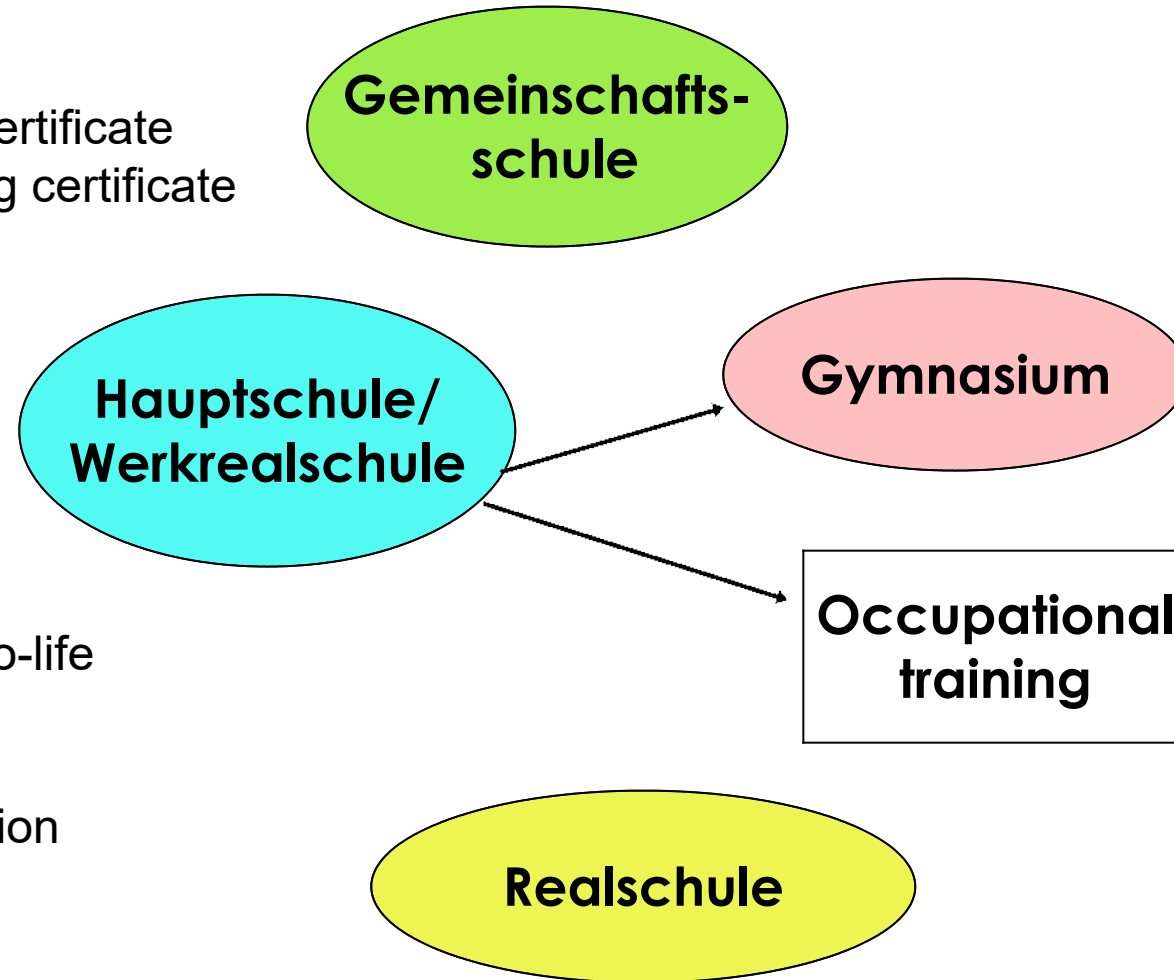 Gemeinschafts-
schule
ertificate
g certificate
Gymnasium
Hauptschule/
Werkrealschule
Occupational
training
o-life
ion
Realschule